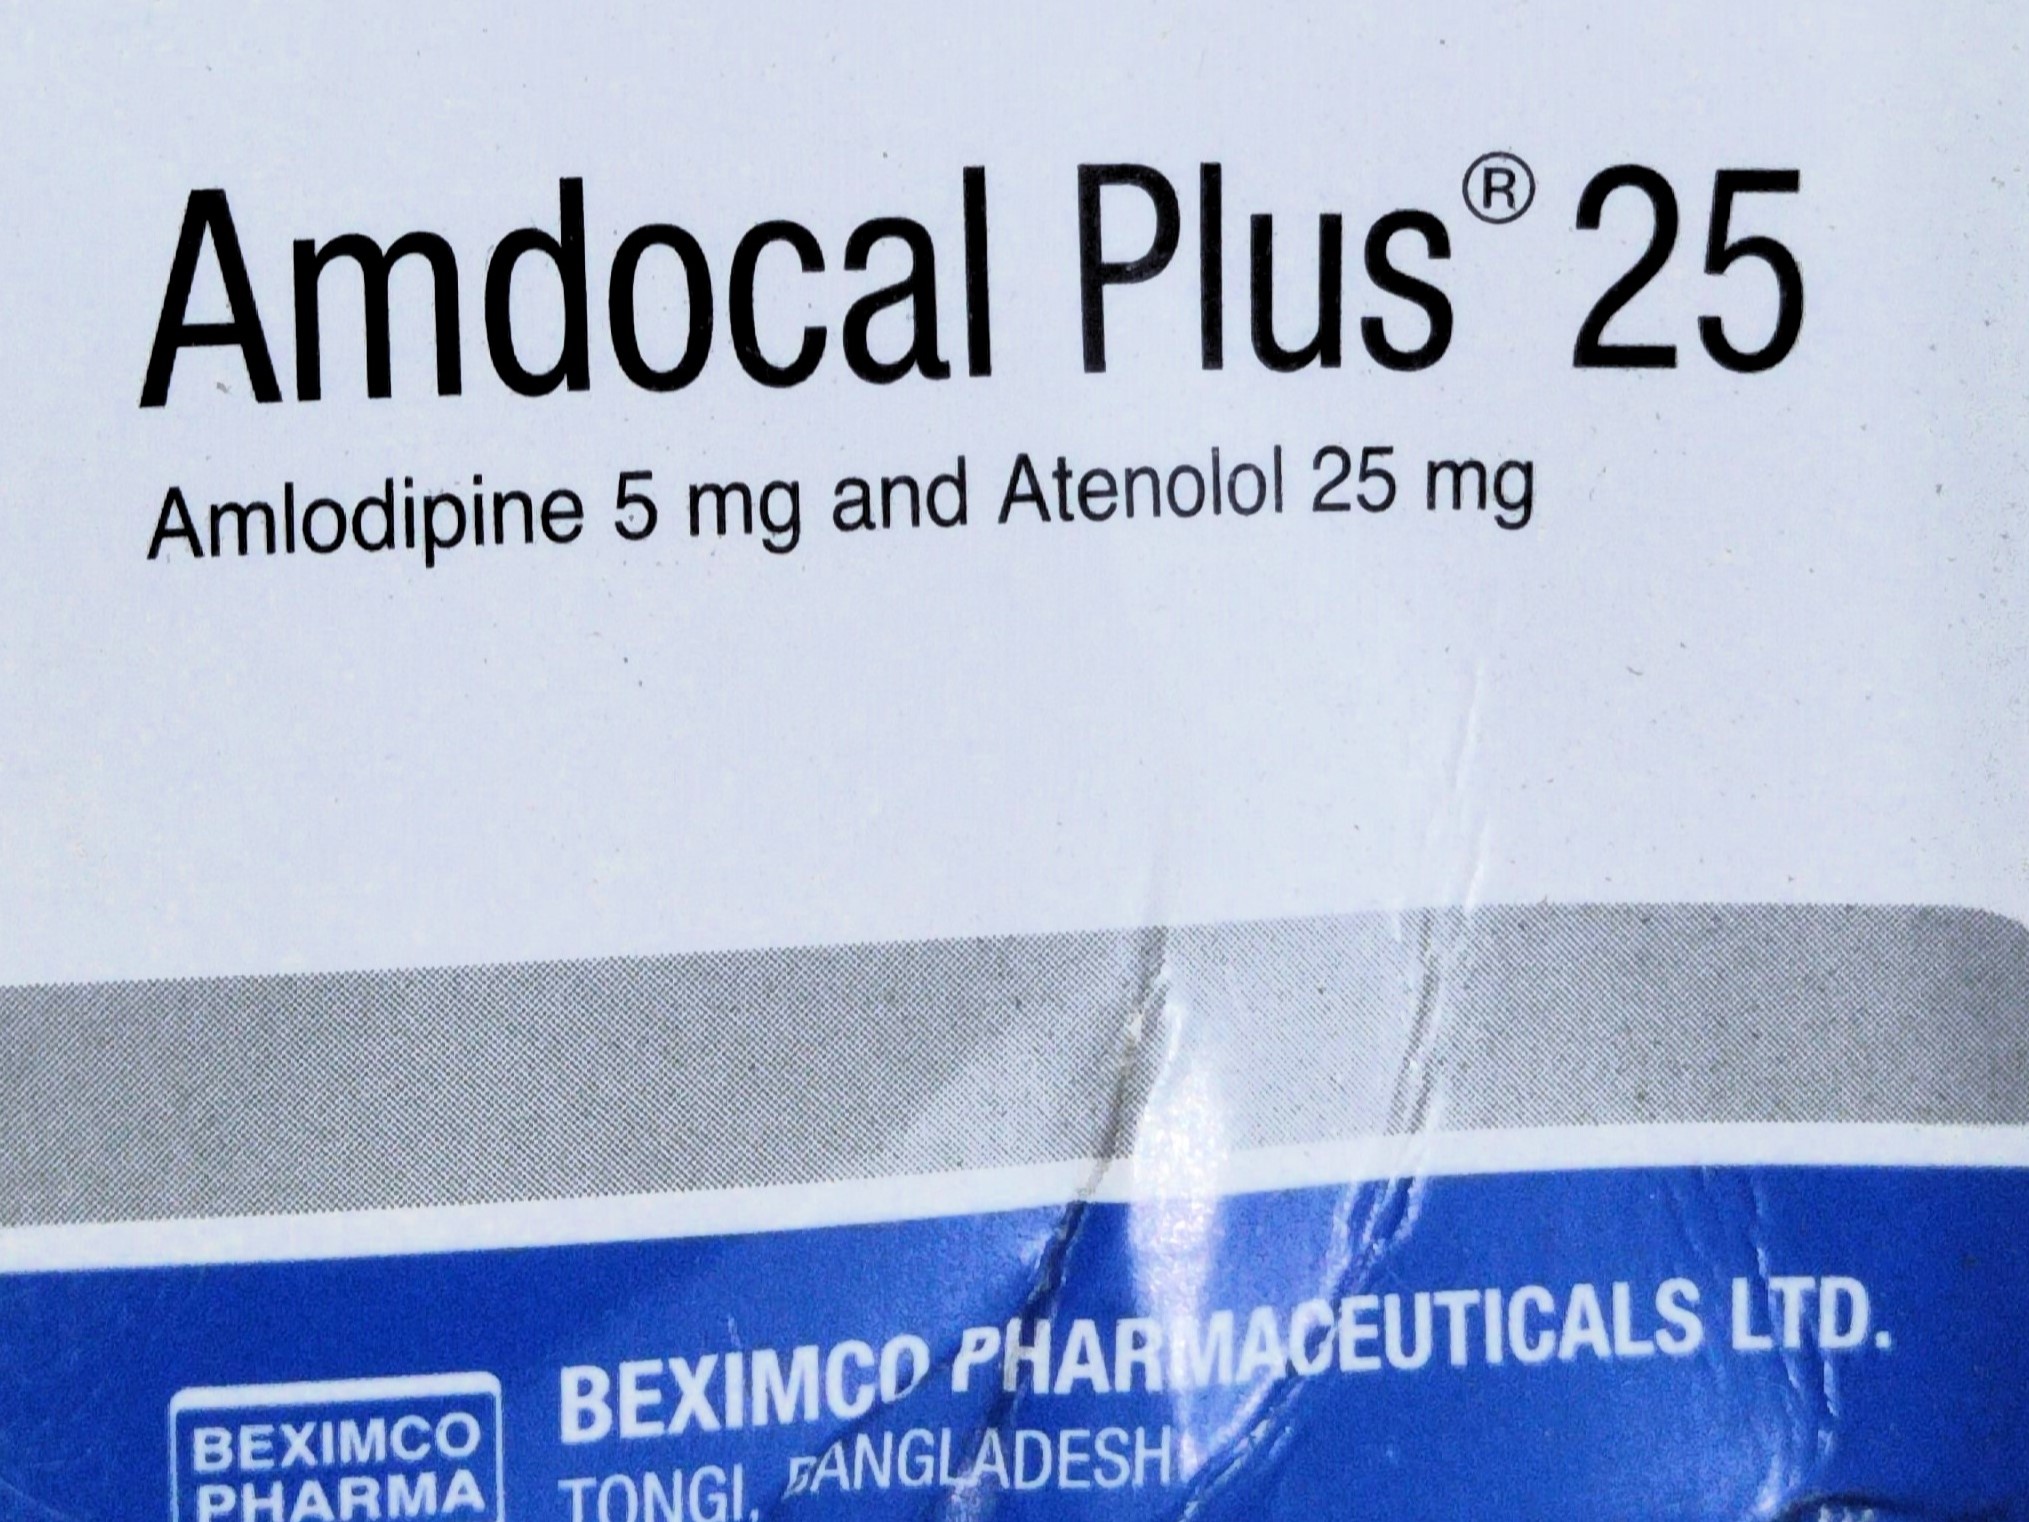 Amdocal Plus® 25
Amlodipine 5 mg and Atenolol 25 mg
BEXIMCO PHARMACEUTICALS LTD.
TONGI, BANGLADESH
BEXIMCO
PHARMA